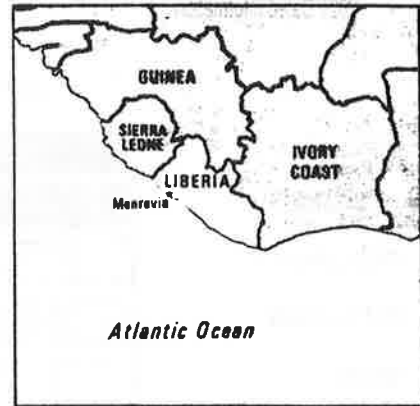 GUINEA
SIERRA
LEONE
IVORY
COAST
LIBERIA
Monrovia
Atlantic Ocean